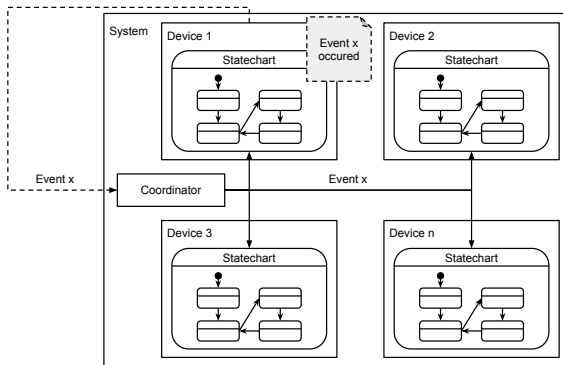 System
Device 1
Event x
occured
Device 2
Statechart
Statechart
Event x
Coordinator
Event x
Device 3
Device n
Statechart
Statechart